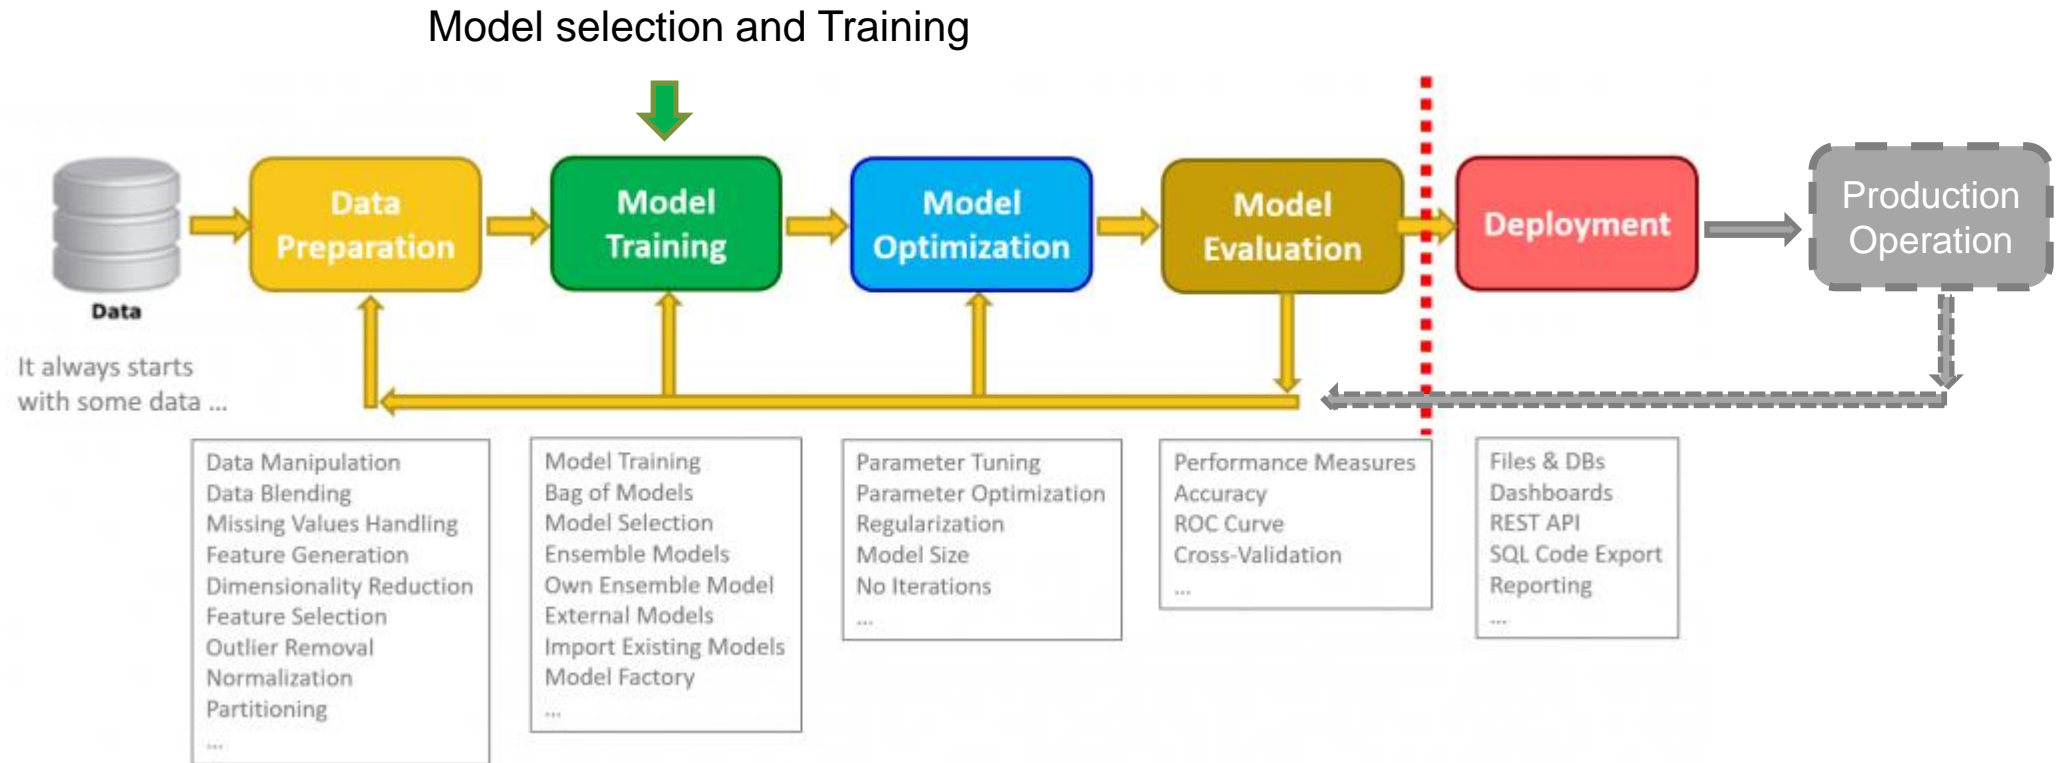 Model selection and Training
Data
Preparation
Model
Training
Model
Optimization
Model
Evaluation
Deployment
Production
Operation
Data
It always starts
with some data ...
Data Manipulation
Data Blending
Missing Values Handling
Feature Generation
Dimensionality Reduction
Feature Selection
Outlier Removal
Normalization
Partitioning
...
Model Training
Bag of Models
Model Selection
Ensemble Models
Own Ensemble Model
External Models
Import Existing Models
Model Factory
...
Parameter Tuning
Parameter Optimization
Regularization
Model Size
No Iterations
...
Performance Measures
Accuracy
ROC Curve
Cross-Validation
...
Files & DBs
Dashboards
REST API
SQL Code Export
Reporting
...